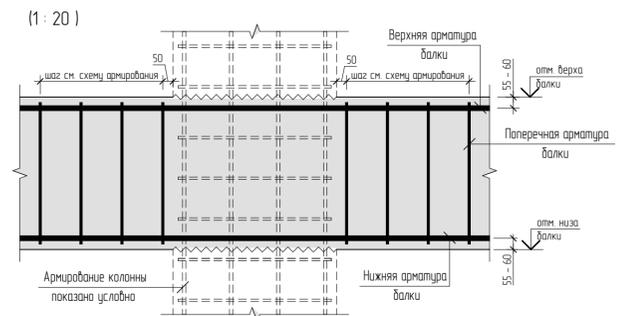 (1 : 20 )
Верхняя арматура
балки
50
50
шаг см. схему армирования
шаг см. схему армирования
55 - 60
отм. верха
балки
Поперечная арматура
балки
отм. низа
балки
55 - 60
Армирование колонны
показано условно
Нижняя арматура
балки